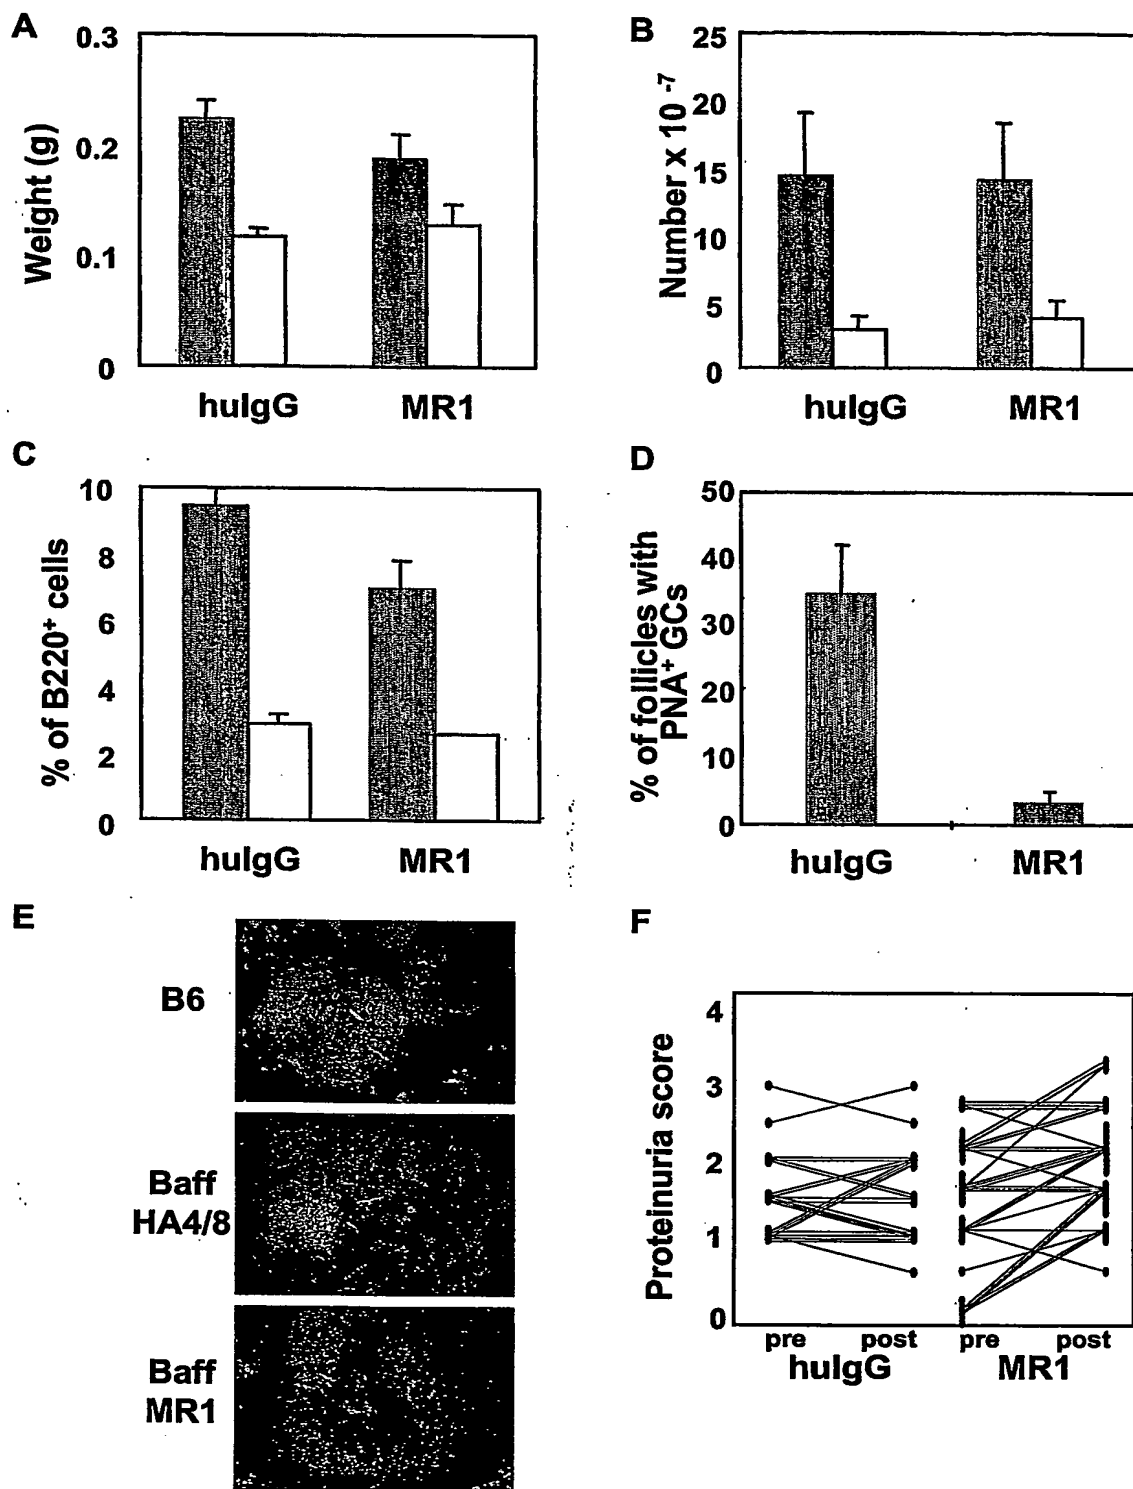 A
Weight (g)
0.3
0.2
0.1
0
huIgG
MR1
B
Number x 10 -7
25
20
15
10
5
0
huIgG
MR1
C
% of B220+ cells
10
8
6
4
2
0
huIgG
MR1
D
% of follicles with
PNA+ GCs
50
40
30
20
10
0
huIgG
MR1
E
B6
Baff
HA4/8
Baff
MR1
F
Proteinuria score
4
3
2
1
0
pre
post
pre
post
huIgG
MR1